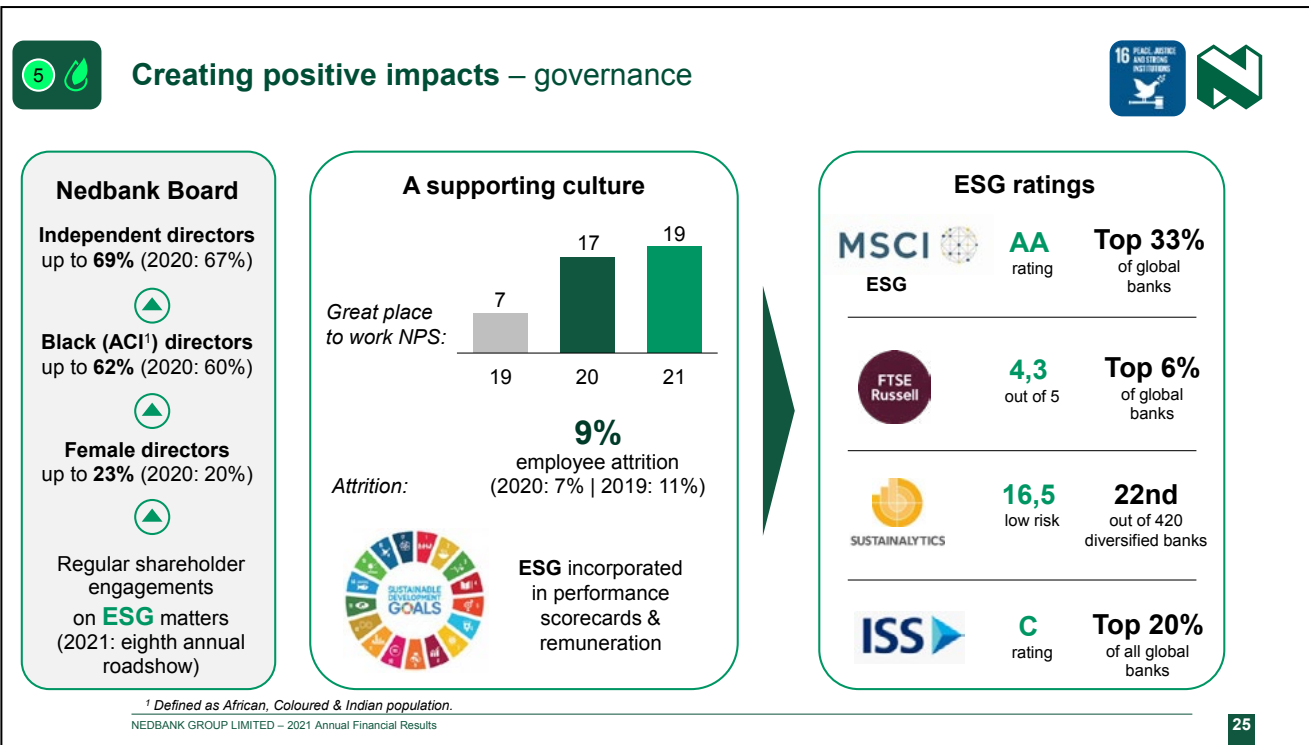 5
Creating positive impacts – governance
16 PEACE, JUSTICE
AND STRONG
INSTITUTIONS
Nedbank Board
Independent directors
up to 69% (2020: 67%)
Black (ACI¹) directors
up to 62% (2020: 60%)
Female directors
up to 23% (2020: 20%)
Regular shareholder
engagements
on ESG matters
(2021: eighth annual
roadshow)
A supporting culture
Great place
to work NPS:
7
17
19
19
20
21
Attrition:
9%
employee attrition
(2020: 7% | 2019: 11%)
SUSTAINABLE
DEVELOPMENT
GOALS
ESG incorporated
in performance
scorecards &
remuneration
ESG ratings
MSCI
ESG
AA
rating
Top 33%
of global
banks
FTSE
Russell
4,3
out of 5
Top 6%
of global
banks
SUSTAINALYTICS
16,5
low risk
22nd
out of 420
diversified banks
ISS
C
rating
Top 20%
of all global
banks
¹ Defined as African, Coloured & Indian population.
NEDBANK GROUP LIMITED – 2021 Annual Financial Results
25